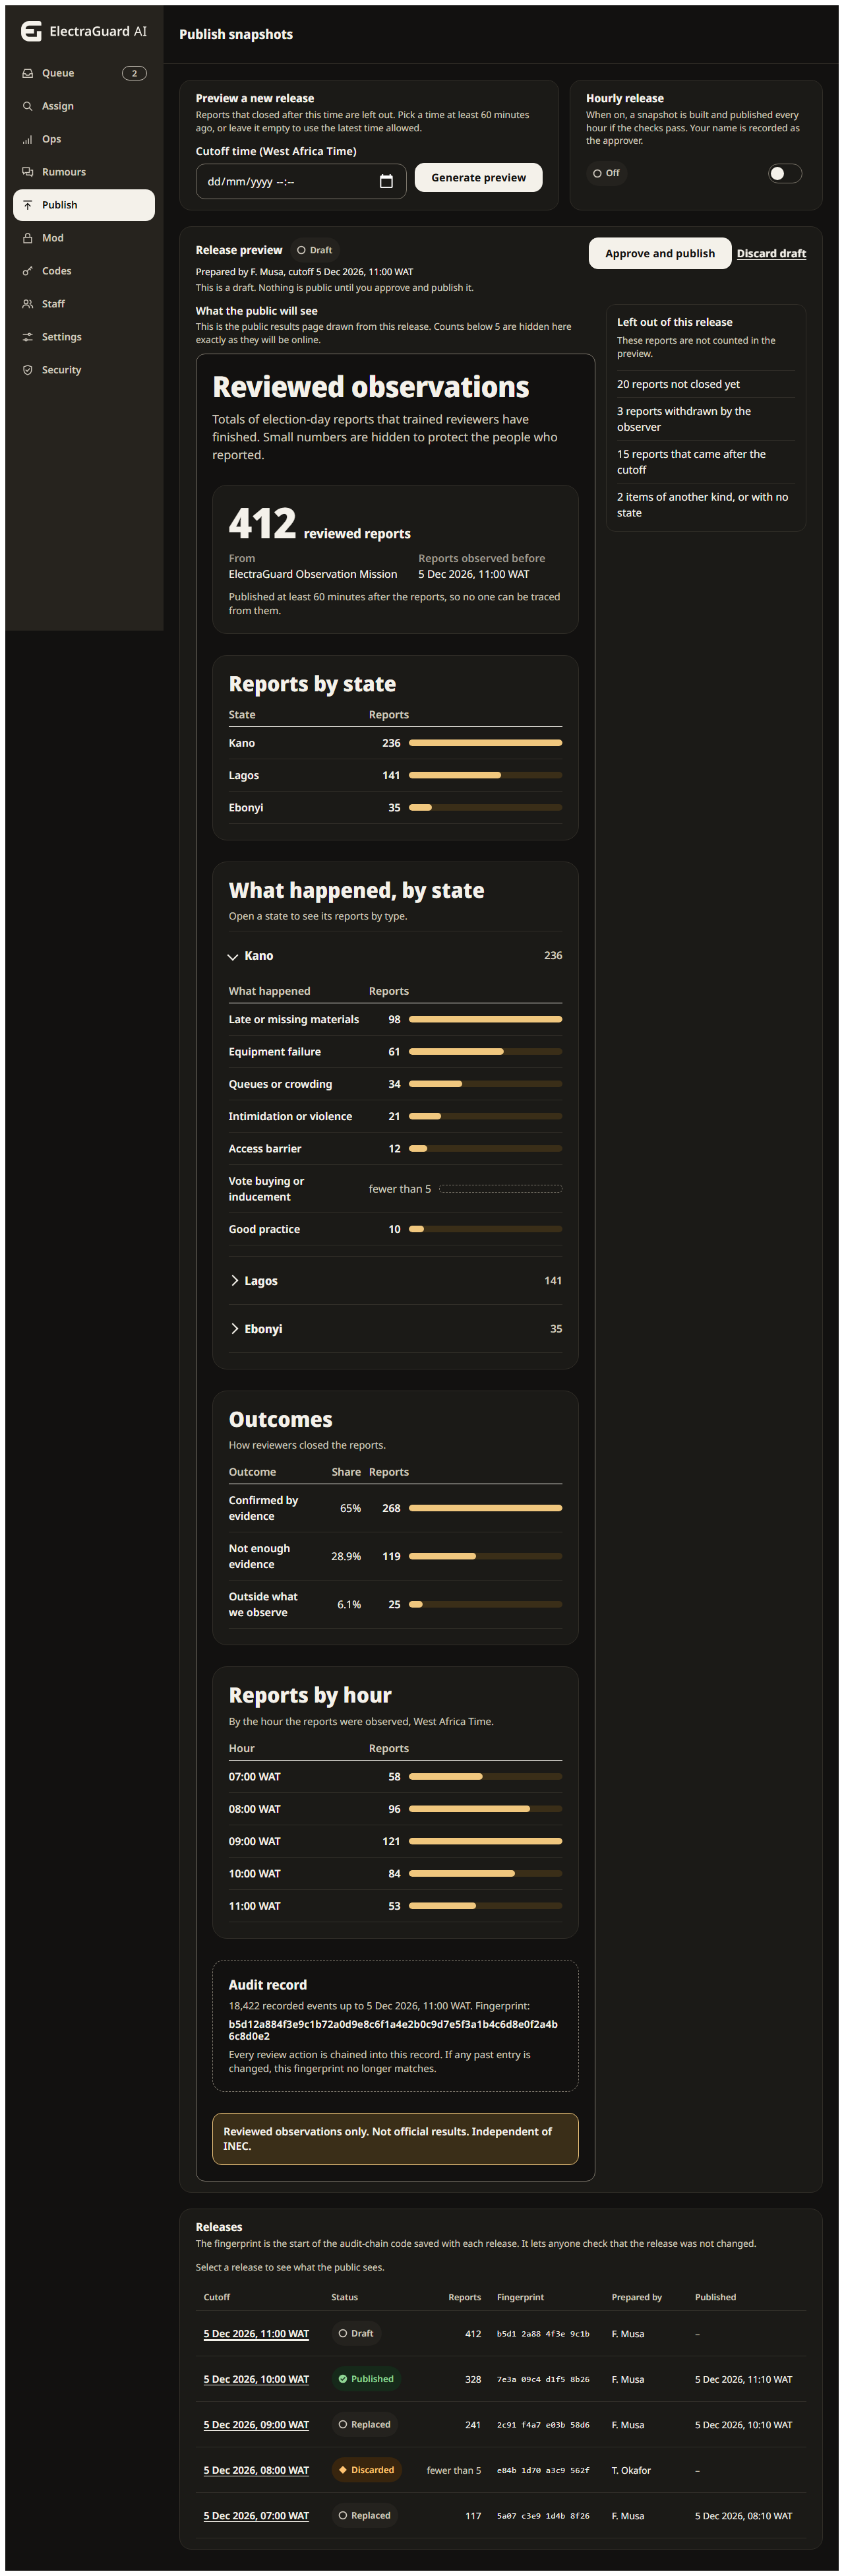 ElectraGuard AI
Queue 2
Assign
Ops
Rumours
Publish
Mod
Codes
Staff
Settings
Security
Publish snapshots
Preview a new release
Reports that closed after this time are left out. Pick a time at least 60 minutes
ago, or leave it empty to use the latest time allowed.
Cutoff time (West Africa Time)
dd/mm/yyyy --:--
Generate preview
Hourly release
When on, a snapshot is built and published every
hour if the checks pass. Your name is recorded as
the approver.
Off
Release preview Draft
Prepared by F. Musa, cutoff 5 Dec 2026, 11:00 WAT
This is a draft. Nothing is public until you approve and publish it.
Approve and publish Discard draft
What the public will see
This is the public results page drawn from this release. Counts below 5 are hidden here
exactly as they will be online.
Reviewed observations
Totals of election-day reports that trained reviewers have
finished. Small numbers are hidden to protect the people who
reported.
412 reviewed reports
From Reports observed before
ElectraGuard Observation Mission 5 Dec 2026, 11:00 WAT
Published at least 60 minutes after the reports, so no one can be traced
from them.
Reports by state
State Reports
Kano 236
Lagos 141
Ebonyi 35
What happened, by state
Open a state to see its reports by type.
Kano 236
What happened Reports
Late or missing materials 98
Equipment failure 61
Queues or crowding 34
Intimidation or violence 21
Access barrier 12
Vote buying or
inducement fewer than 5
Good practice 10
Lagos 141
Ebonyi 35
Outcomes
How reviewers closed the reports.
Outcome Share Reports
Confirmed by
evidence 65% 268
Not enough
evidence 28.9% 119
Outside what
we observe 6.1% 25
Reports by hour
By the hour the reports were observed, West Africa Time.
Hour Reports
07:00 WAT 58
08:00 WAT 96
09:00 WAT 121
10:00 WAT 84
11:00 WAT 53
Audit record
18,422 recorded events up to 5 Dec 2026, 11:00 WAT. Fingerprint:
b5d12a884f3e9c1b72a0d9e8c6f1a4e2b0c9d7e5f3a1b4c6d8e0f2a4b
6c8d0e2
Every review action is chained into this record. If any past entry is
changed, this fingerprint no longer matches.
Reviewed observations only. Not official results. Independent of
INEC.
Left out of this release
These reports are not counted in the
preview.
20 reports not closed yet
3 reports withdrawn by the
observer
15 reports that came after the
cutoff
2 items of another kind, or with no
state
Releases
The fingerprint is the start of the audit-chain code saved with each release. It lets anyone check that the release was not changed.
Select a release to see what the public sees.
Cutoff Status Reports Fingerprint Prepared by Published
5 Dec 2026, 11:00 WAT Draft 412 b5d1 2a88 4f3e 9c1b F. Musa –
5 Dec 2026, 10:00 WAT Published 328 7e3a 09c4 d1f5 8b26 F. Musa 5 Dec 2026, 11:10 WAT
5 Dec 2026, 09:00 WAT Replaced 241 2c91 f4a7 e03b 58d6 F. Musa 5 Dec 2026, 10:10 WAT
5 Dec 2026, 08:00 WAT Discarded fewer than 5 e84b 1d70 a3c9 562f T. Okafor –
5 Dec 2026, 07:00 WAT Replaced 117 5a07 c3e9 1d4b 8f26 F. Musa 5 Dec 2026, 08:10 WAT